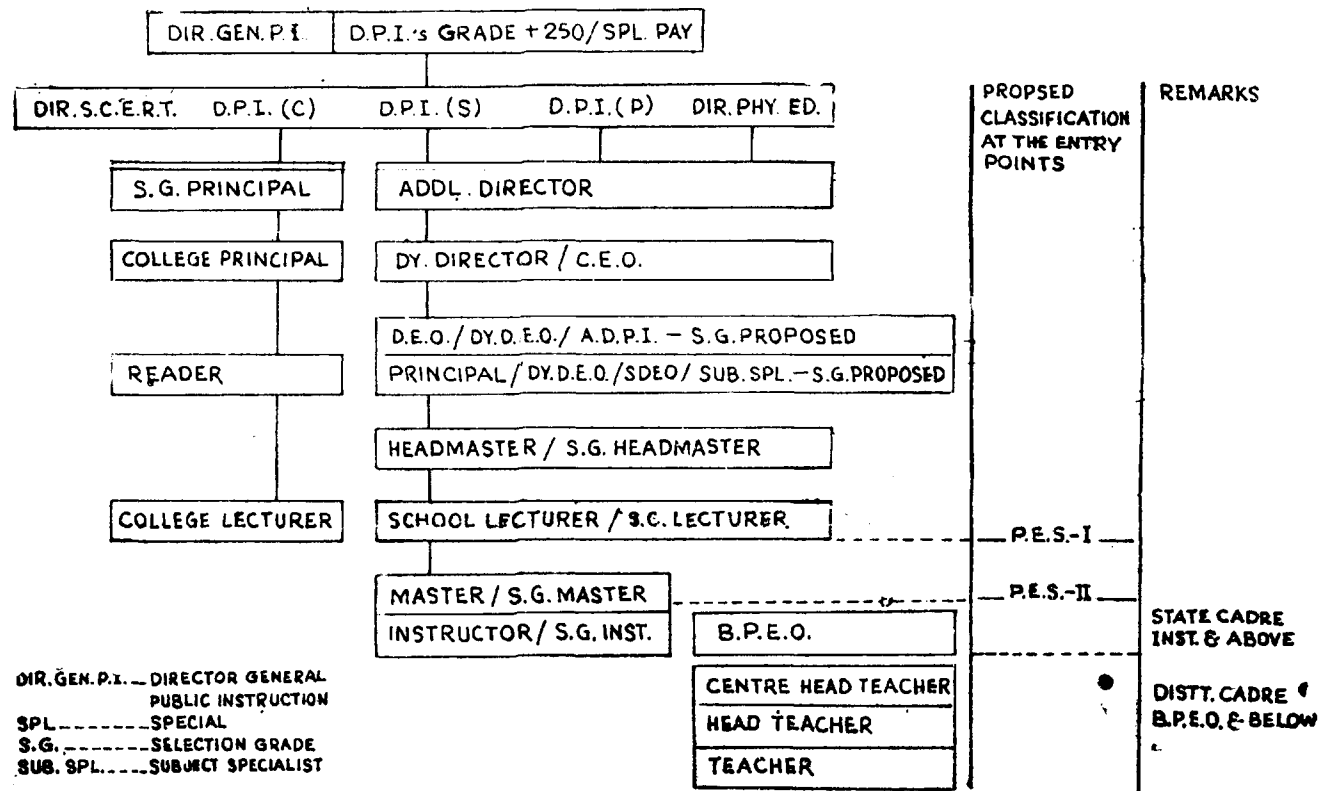 DIR.GEN.P.I. D.P.I.'s GRADE + 250/SPL. PAY
DIR.S.C.E.R.T. D.P.I.(C) D.P.I.(S) D.P.I.(P) DIR.PHY.ED.
PROPSED
CLASSIFICATION
AT THE ENTRY
POINTS
REMARKS
S.G. PRINCIPAL
ADDL. DIRECTOR
COLLEGE PRINCIPAL
DY. DIRECTOR / C.E.O.
D.E.O./ DY.D.E.O./ A.D.P.I. – S.G.PROPOSED
READER
PRINCIPAL/DY.D.E.O./SDEO/ SUB.SPL.–S.G.PROPOSED
HEADMASTER / S.G. HEADMASTER
COLLEGE LECTURER
SCHOOL LECTURER / S.C. LECTURER
P.E.S.-I
MASTER / S.G. MASTER
P.E.S.-II
INSTRUCTOR/ S.G. INST.
B.P.E.O.
STATE CADRE
INST. & ABOVE
CENTRE HEAD TEACHER
HEAD TEACHER
TEACHER
DISTT. CADRE
B.P.E.O. & BELOW
DIR.GEN.P.I. — DIRECTOR GENERAL
PUBLIC INSTRUCTION
SPL ------- SPECIAL
S.G. ------- SELECTION GRADE
SUB. SPL. ---- SUBJECT SPECIALIST